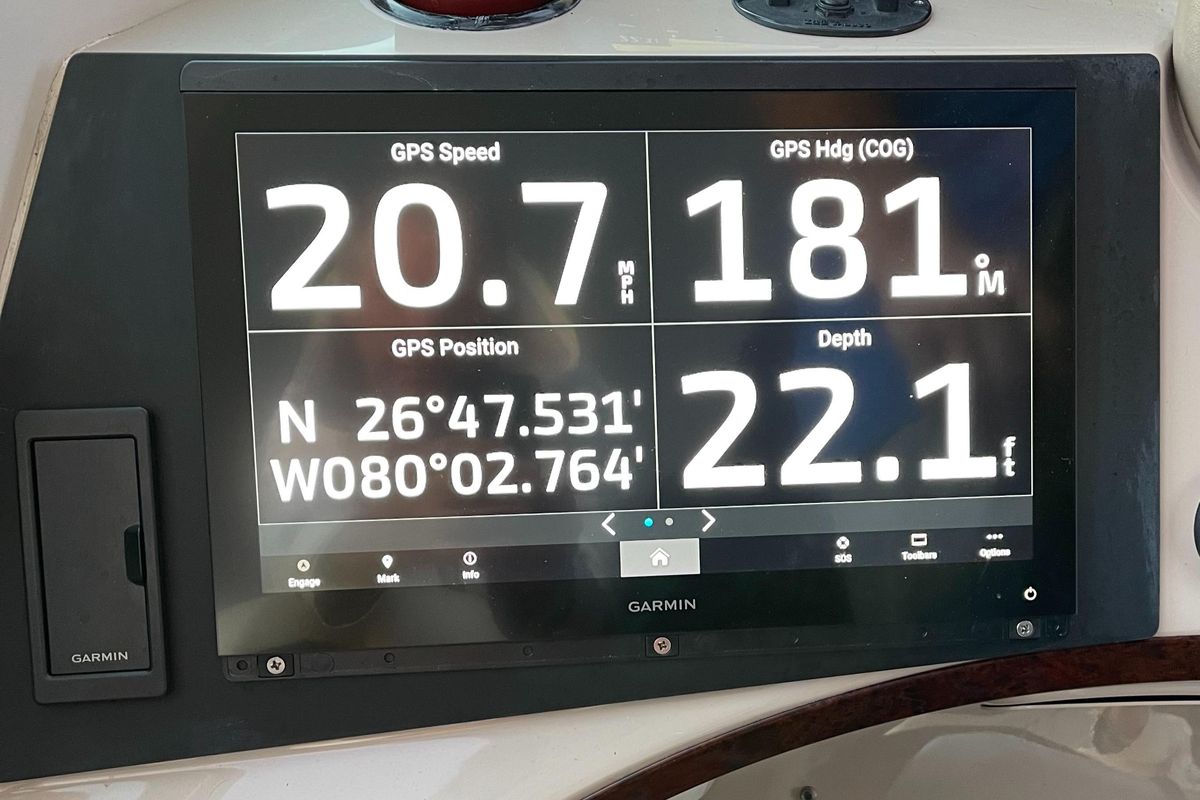 GPS Speed
20.7 MPH
GPS Hdg (COG)
181°M
GPS Position
N 26°47.531'
W080°02.764'
Depth
22.1 ft
Engage
Mark
Info
SOS
Toolbars
Options
GARMIN
GARMIN